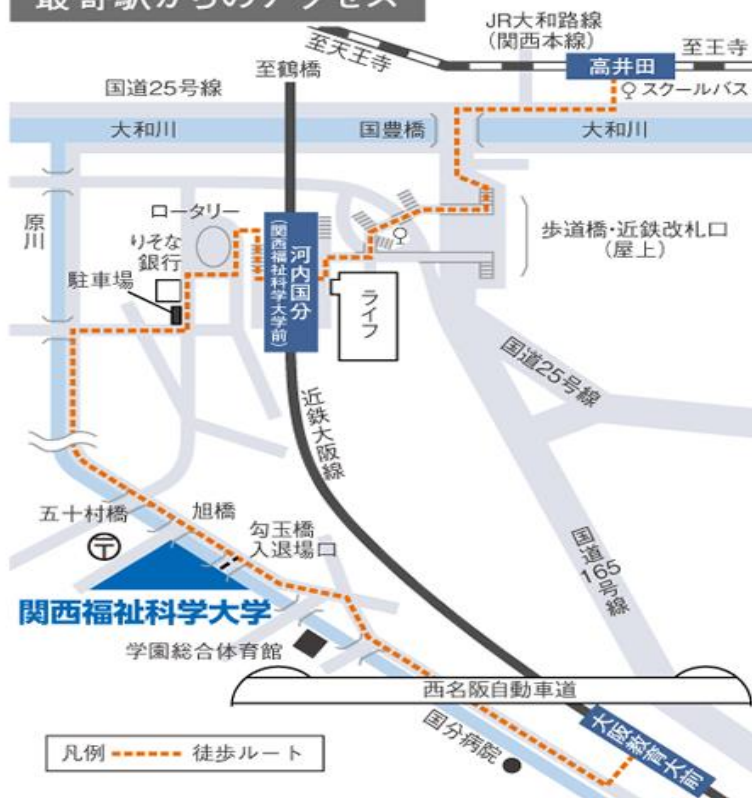 最寄駅からのアクセス
JR大和路線
(関西本線)
至天王寺
至王寺
高井田
スクールバス
至鶴橋
国道25号線
大和川
国豊橋
大和川
原川
ロータリー
りそな
銀行
駐車場
河内国分
(関西福祉科学大学前)
ライフ
歩道橋・近鉄改札口
(屋上)
国道25号線
近鉄大阪線
国道165号線
五十村橋
旭橋
勾玉橋
入退場口
関西福祉科学大学
学園総合体育館
西名阪自動車道
国分病院
大阪教育大前
凡例 徒歩ルート